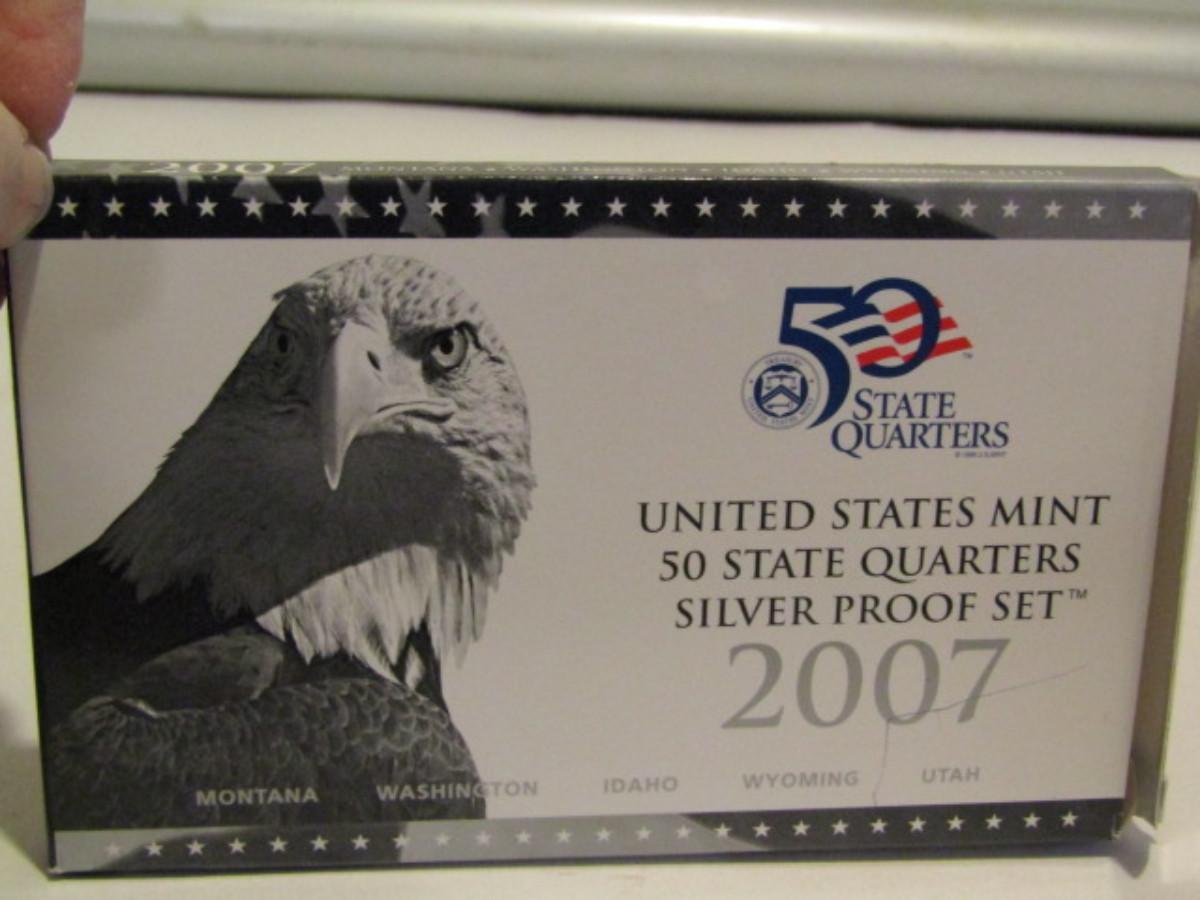 2007
50
™
STATE
QUARTERS
UNITED STATES MINT
50 STATE QUARTERS
SILVER PROOF SET™
2007
MONTANA WASHINGTON IDAHO WYOMING UTAH